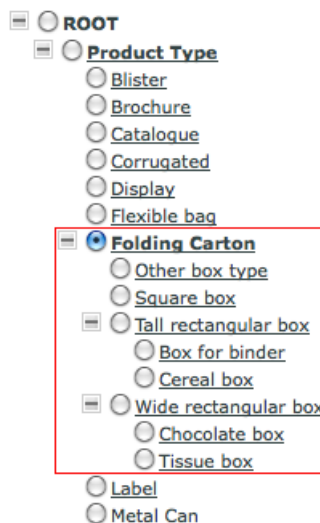 ROOT
Product Type
Blister
Brochure
Catalogue
Corrugated
Display
Flexible bag
Folding Carton
Other box type
Square box
Tall rectangular box
Box for binder
Cereal box
Wide rectangular box
Chocolate box
Tissue box
Label
Metal Can